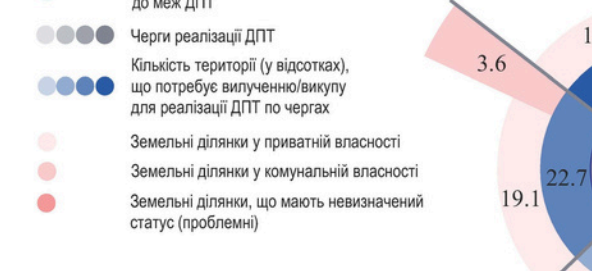 до меж ДПТ
Черги реалізації ДПТ
Кількість території (у відсотках),
що потребує вилученню/викупу
для реалізації ДПТ по чергах
Земельні ділянки у приватній власності
Земельні ділянки у комунальній власності
Земельні ділянки, що мають невизначений
статус (проблемні)
1
3.6
22.7
19.1